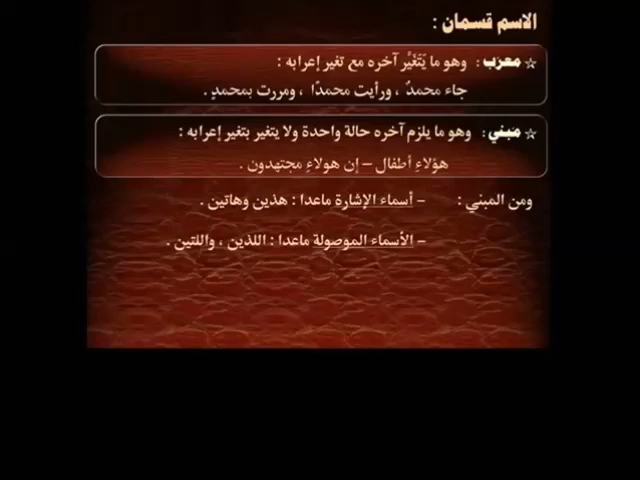 الاسم قسمان :
☆ معرب : وهو ما يَتَغَيَّر آخره مع تغير إعرابه :
جاء محمدٌ ، ورأيت محمدًا ، ومررت بمحمدٍ .
☆ مبني : وهو ما يلزم آخره حالة واحدة ولا يتغير بتغير إعرابه :
هؤلاءِ أطفال – إن هولاءِ مجتهدون .
ومن المبني : – أسماء الإشارة ماعدا : هذين وهاتين .
– الأسماء الموصولة ماعدا : اللذين ، واللتين .